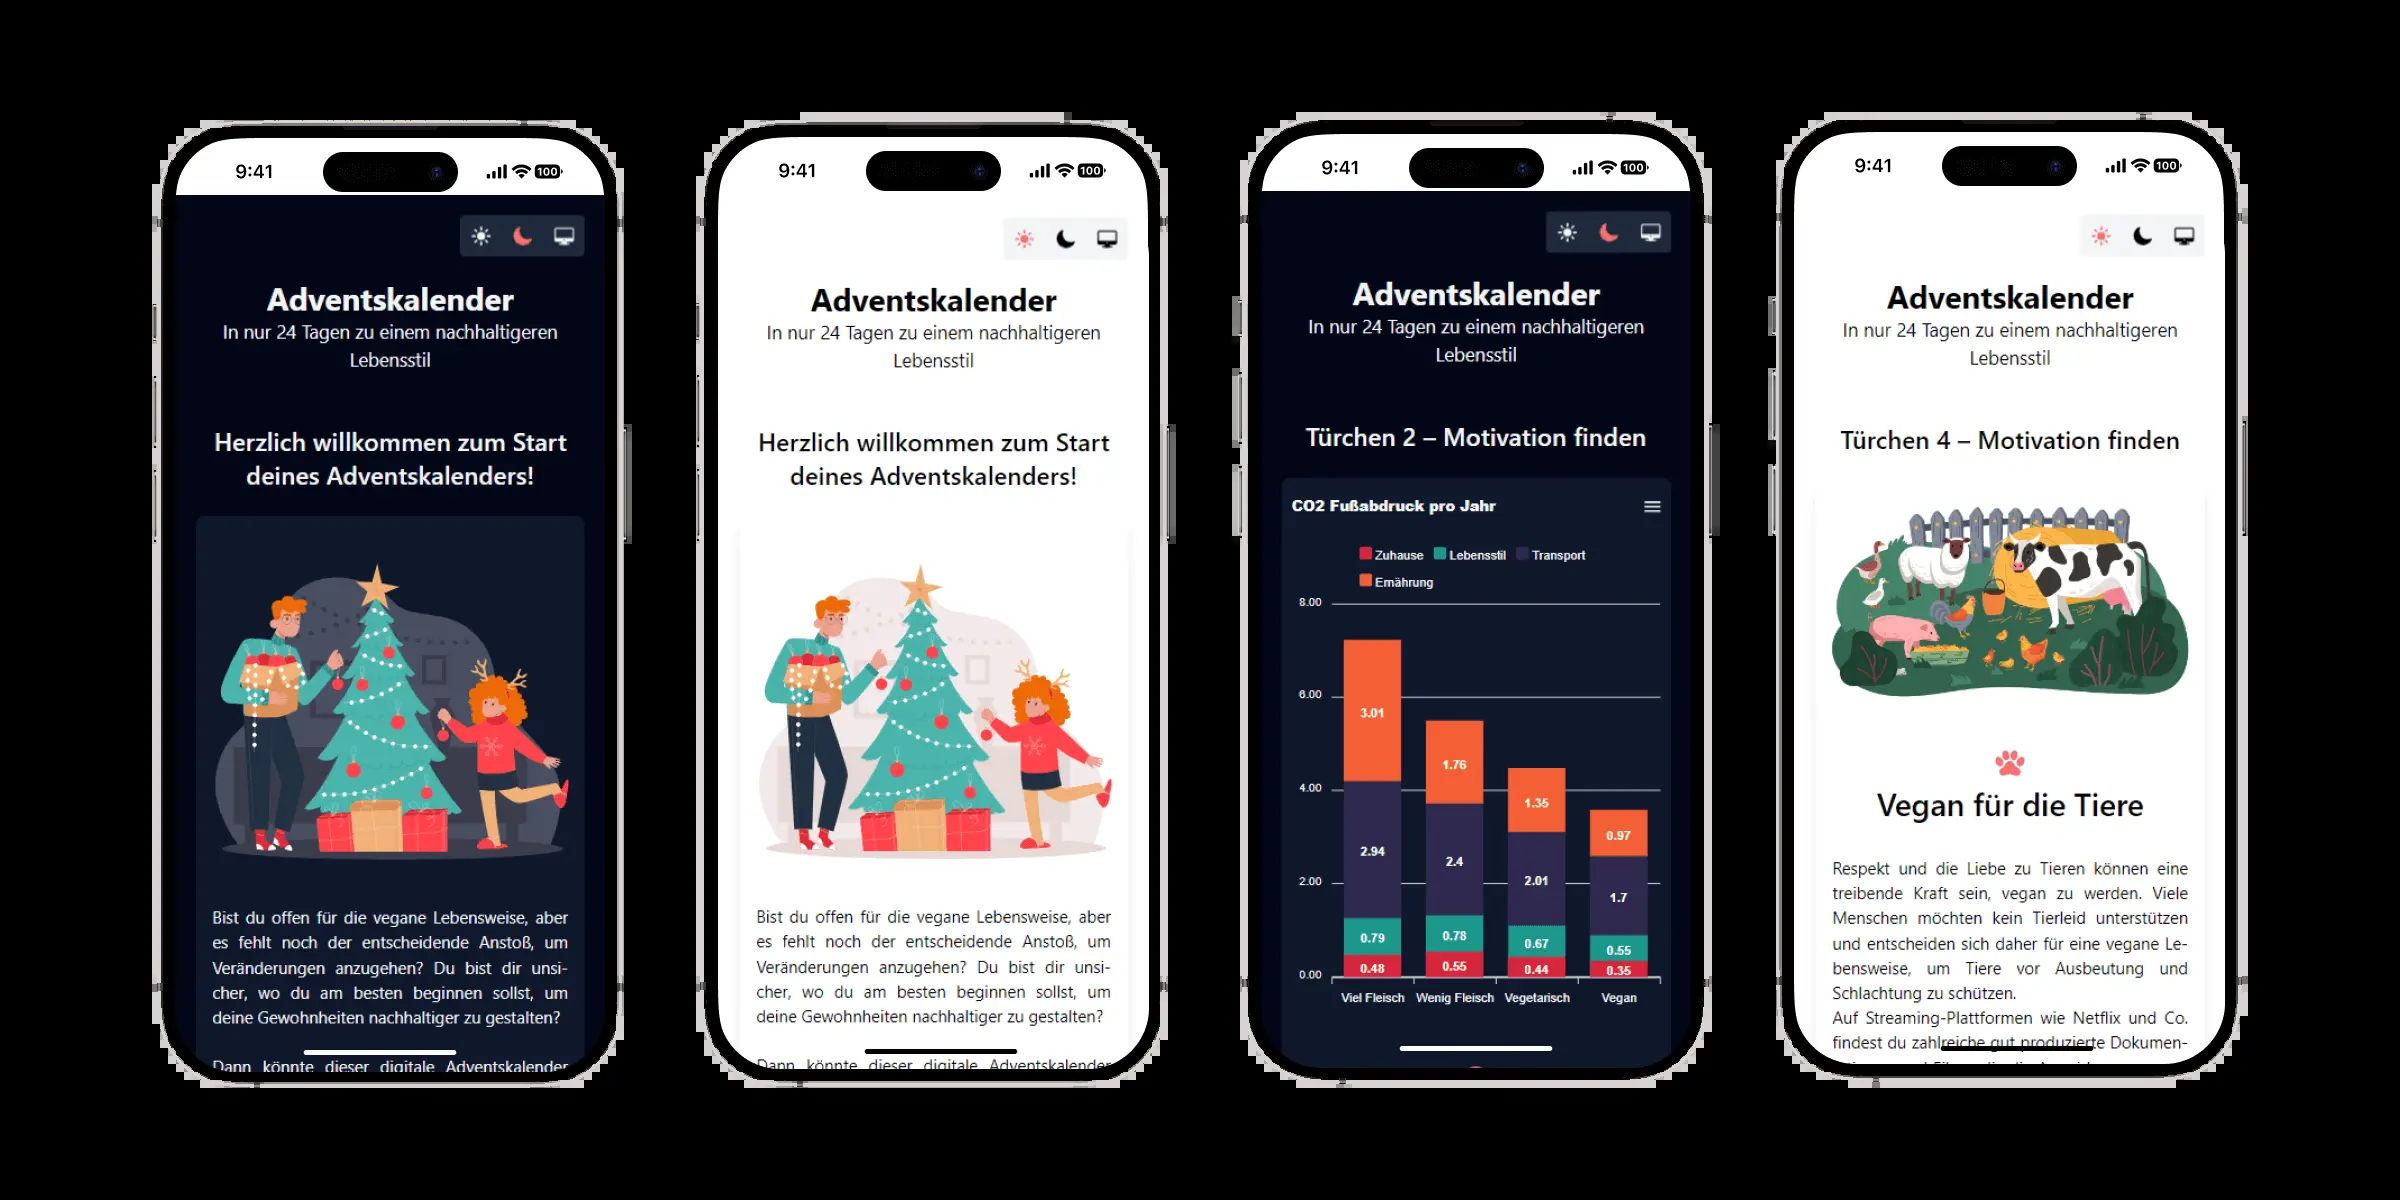 9:41
100
Adventskalender
In nur 24 Tagen zu einem nachhaltigeren
Lebensstil
Herzlich willkommen zum Start
deines Adventskalenders!
Bist du offen für die vegane Lebensweise, aber
es fehlt noch der entscheidende Anstoß, um
Veränderungen anzugehen? Du bist dir unsi-
cher, wo du am besten beginnen sollst, um
deine Gewohnheiten nachhaltiger zu gestalten?
Dann könnte dieser digitale Adventskalender
9:41
100
Adventskalender
In nur 24 Tagen zu einem nachhaltigeren
Lebensstil
Herzlich willkommen zum Start
deines Adventskalenders!
Bist du offen für die vegane Lebensweise, aber
es fehlt noch der entscheidende Anstoß, um
Veränderungen anzugehen? Du bist dir unsi-
cher, wo du am besten beginnen sollst, um
deine Gewohnheiten nachhaltiger zu gestalten?
Dann könnte dieser digitale Adventskalender
9:41
100
Adventskalender
In nur 24 Tagen zu einem nachhaltigeren
Lebensstil
Türchen 2 – Motivation finden
CO2 Fußabdruck pro Jahr
Zuhause Lebensstil Transport
Ernährung
8.00
6.00
4.00
2.00
0.00
3.01
2.94
0.79
0.48
1.76
2.4
0.78
0.55
1.35
2.01
0.67
0.44
0.97
1.7
0.55
0.35
Viel Fleisch Wenig Fleisch Vegetarisch Vegan
9:41
100
Adventskalender
In nur 24 Tagen zu einem nachhaltigeren
Lebensstil
Türchen 4 – Motivation finden
Vegan für die Tiere
Respekt und die Liebe zu Tieren können eine
treibende Kraft sein, vegan zu werden. Viele
Menschen möchten kein Tierleid unterstützen
und entscheiden sich daher für eine vegane Le-
bensweise, um Tiere vor Ausbeutung und
Schlachtung zu schützen.
Auf Streaming-Plattformen wie Netflix und Co.
findest du zahlreiche gut produzierte Dokumen-